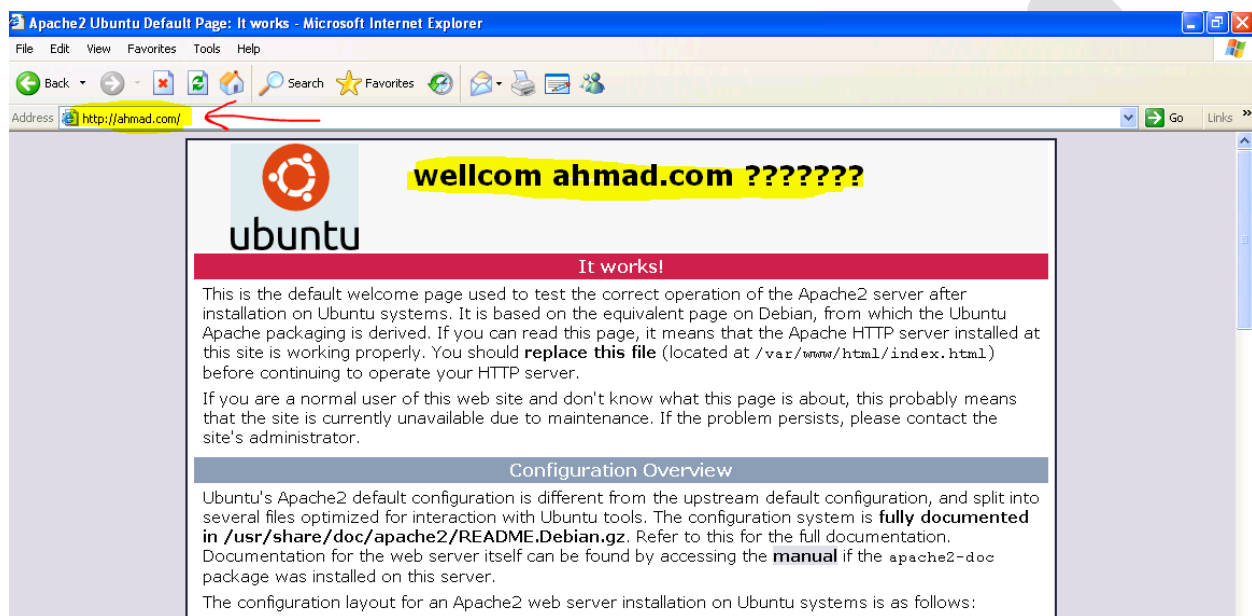 Apache2 Ubuntu Default Page: It works - Microsoft Internet Explorer
File Edit View Favorites Tools Help
Back Search Favorites
Address http://ahmad.com/ Go Links »
wellcom ahmad.com ???????
ubuntu
It works!
This is the default welcome page used to test the correct operation of the Apache2 server after
installation on Ubuntu systems. It is based on the equivalent page on Debian, from which the Ubuntu
Apache packaging is derived. If you can read this page, it means that the Apache HTTP server installed at
this site is working properly. You should replace this file (located at /var/www/html/index.html)
before continuing to operate your HTTP server.
If you are a normal user of this web site and don't know what this page is about, this probably means
that the site is currently unavailable due to maintenance. If the problem persists, please contact the
site's administrator.
Configuration Overview
Ubuntu's Apache2 default configuration is different from the upstream default configuration, and split into
several files optimized for interaction with Ubuntu tools. The configuration system is fully documented
in /usr/share/doc/apache2/README.Debian.gz. Refer to this for the full documentation.
Documentation for the web server itself can be found by accessing the manual if the apache2-doc
package was installed on this server.
The configuration layout for an Apache2 web server installation on Ubuntu systems is as follows: